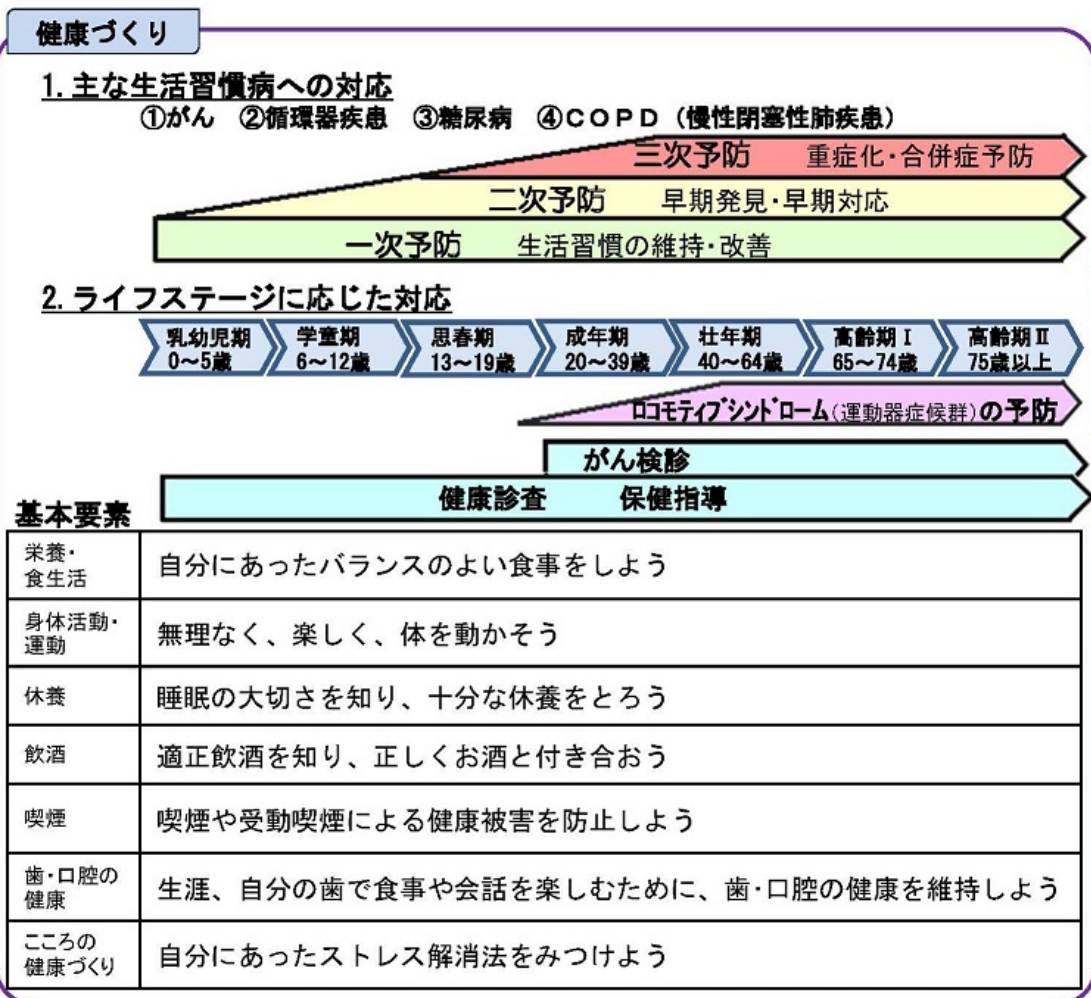 健康づくり
1. 主な生活習慣病への対応
①がん ②循環器疾患 ③糖尿病 ④COPD（慢性閉塞性肺疾患）
三次予防 重症化・合併症予防
二次予防 早期発見・早期対応
一次予防 生活習慣の維持・改善
2. ライフステージに応じた対応
乳幼児期 学童期 思春期 成年期 壮年期 高齢期Ⅰ 高齢期Ⅱ
0～5歳 6～12歳 13～19歳 20～39歳 40～64歳 65～74歳 75歳以上
ロコモティブシンドローム(運動器症候群)の予防
がん検診
健康診査 保健指導
基本要素
栄養・
食生活
自分にあったバランスのよい食事をしよう
身体活動・
運動
無理なく、楽しく、体を動かそう
休養
睡眠の大切さを知り、十分な休養をとろう
飲酒
適正飲酒を知り、正しくお酒と付き合おう
喫煙
喫煙や受動喫煙による健康被害を防止しよう
歯・口腔の
健康
生涯、自分の歯で食事や会話を楽しむために、歯・口腔の健康を維持しよう
こころの
健康づくり
自分にあったストレス解消法をみつけよう